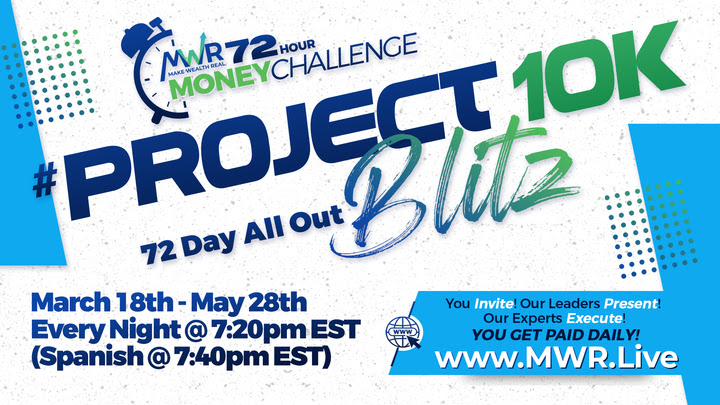 MWR 72 HOUR
MAKE WEALTH REAL
MONEY CHALLENGE
#PROJECT 10K
Blitz
72 Day All Out
March 18th - May 28th
Every Night @ 7:20pm EST
(Spanish @ 7:40pm EST)
You Invite! Our Leaders Present!
Our Experts Execute!
YOU GET PAID DAILY!
WWW
www.MWR.Live